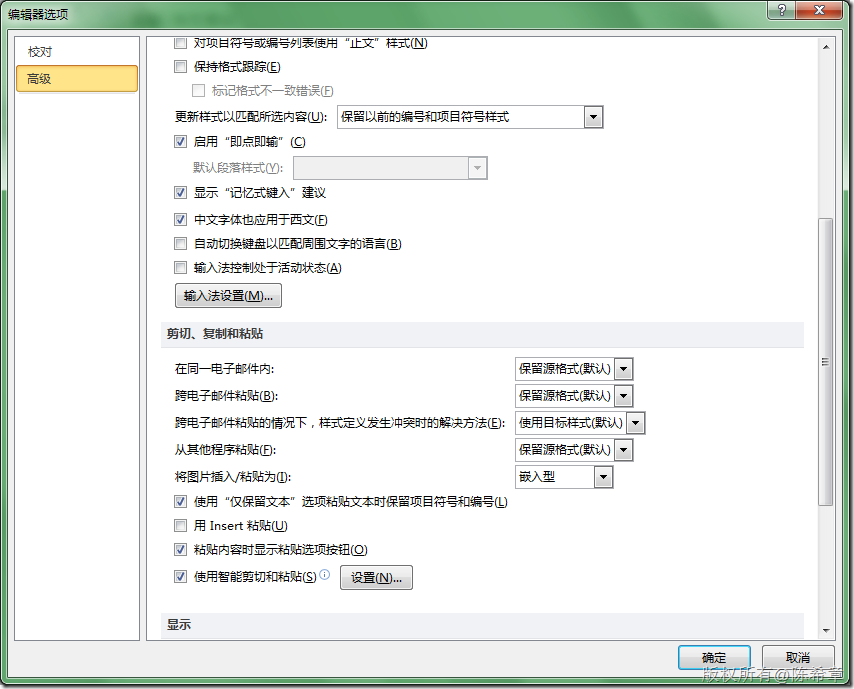 编辑器选项
校对
高级
对项目符号或编号列表使用“正文”样式(N)
保持格式跟踪(E)
标记格式不一致错误(F)
更新样式以匹配所选内容(U): 保留以前的编号和项目符号样式
启用“即点即输”(C)
默认段落样式(Y):
显示“记忆式键入”建议
中文字体也应用于西文(F)
自动切换键盘以匹配周围文字的语言(B)
输入法控制处于活动状态(A)
输入法设置(M)...
剪切、复制和粘贴
在同一电子邮件内: 保留源格式(默认)
跨电子邮件粘贴(B): 保留源格式(默认)
跨电子邮件粘贴的情况下，样式定义发生冲突时的解决方法(E): 使用目标样式(默认)
从其他程序粘贴(F): 保留源格式(默认)
将图片插入/粘贴为(I): 嵌入型
使用“仅保留文本”选项粘贴文本时保留项目符号和编号(L)
用 Insert 粘贴(U)
粘贴内容时显示粘贴选项按钮(O)
使用智能剪切和粘贴(S) 设置(N)...
显示
确定 取消
版权所有@陈希章